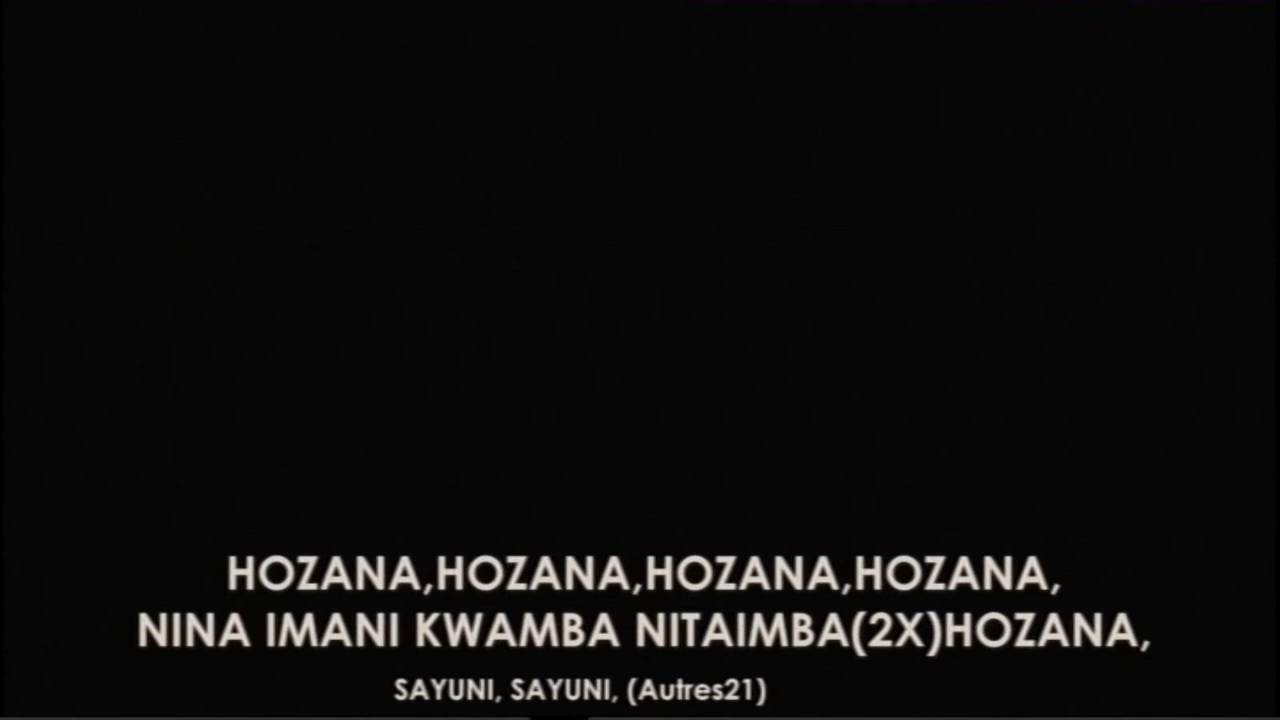 HOZANA,HOZANA,HOZANA,HOZANA,
NINA IMANI KWAMBA NITAIMBA(2X)HOZANA,
SAYUNI, SAYUNI, (Autres21)